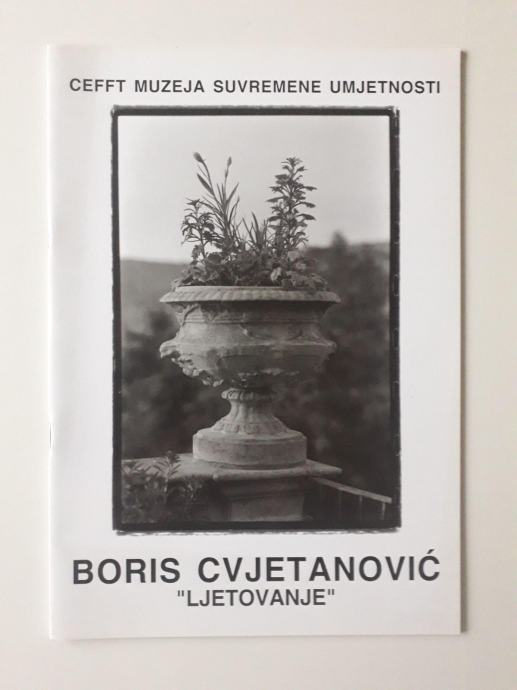 CEFFT MUZEJA SUVREMENE UMJETNOSTI
BORIS CVJETANOVIĆ
"LJETOVANJE"